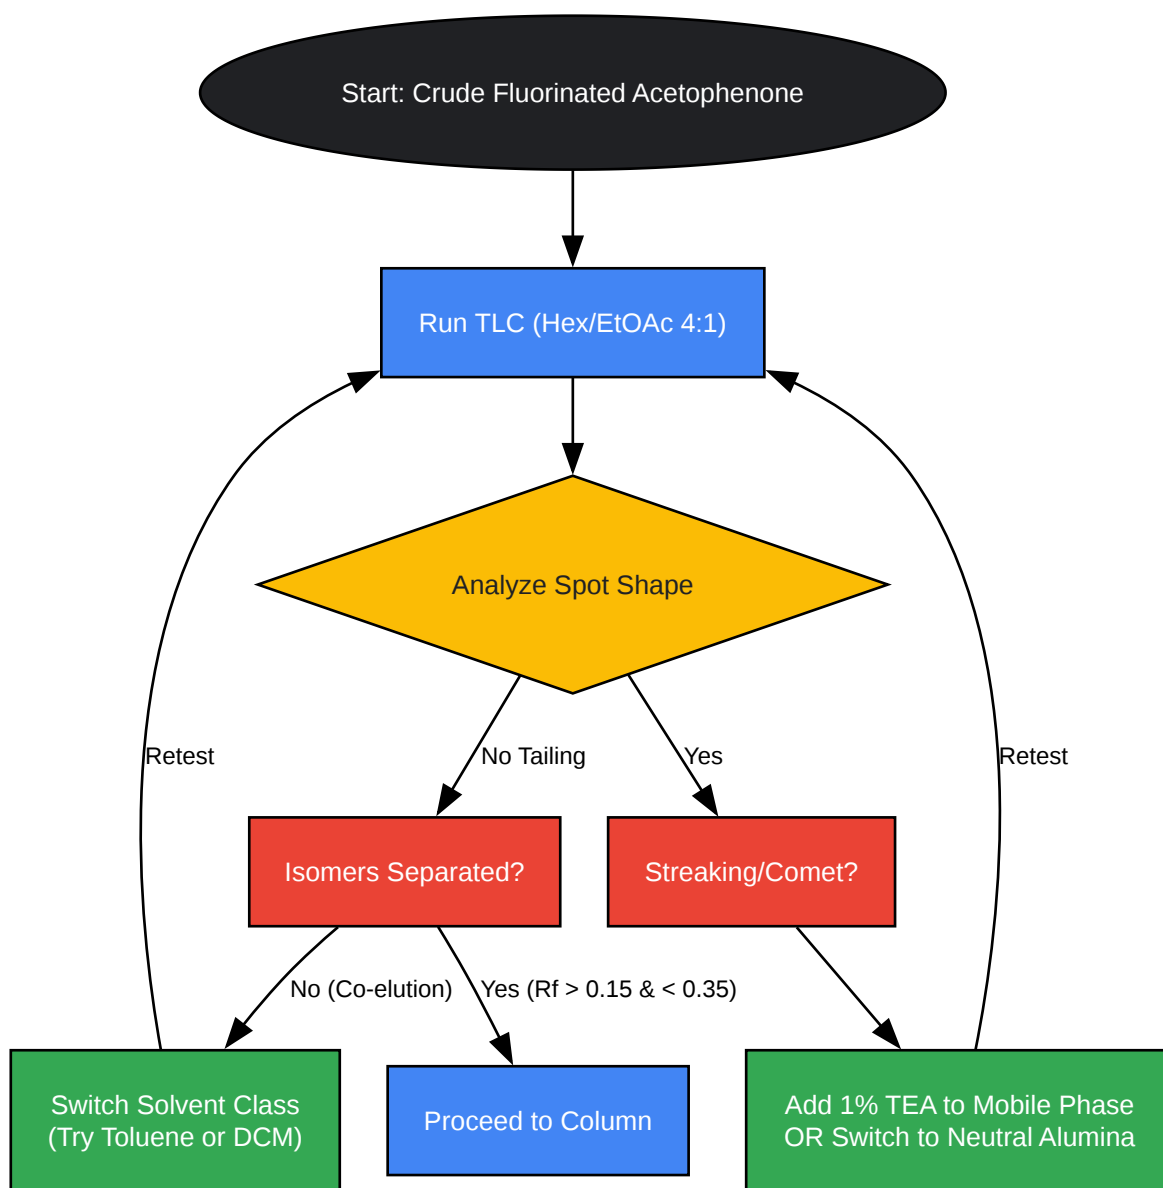 Start: Crude Fluorinated Acetophenone
Run TLC (Hex/EtOAc 4:1)
Analyze Spot Shape
Retest
No Tailing
Yes
Retest
Isomers Separated?
Streaking/Comet?
No (Co-elution)
Yes (Rf > 0.15 & < 0.35)
Switch Solvent Class
(Try Toluene or DCM)
Proceed to Column
Add 1% TEA to Mobile Phase
OR Switch to Neutral Alumina